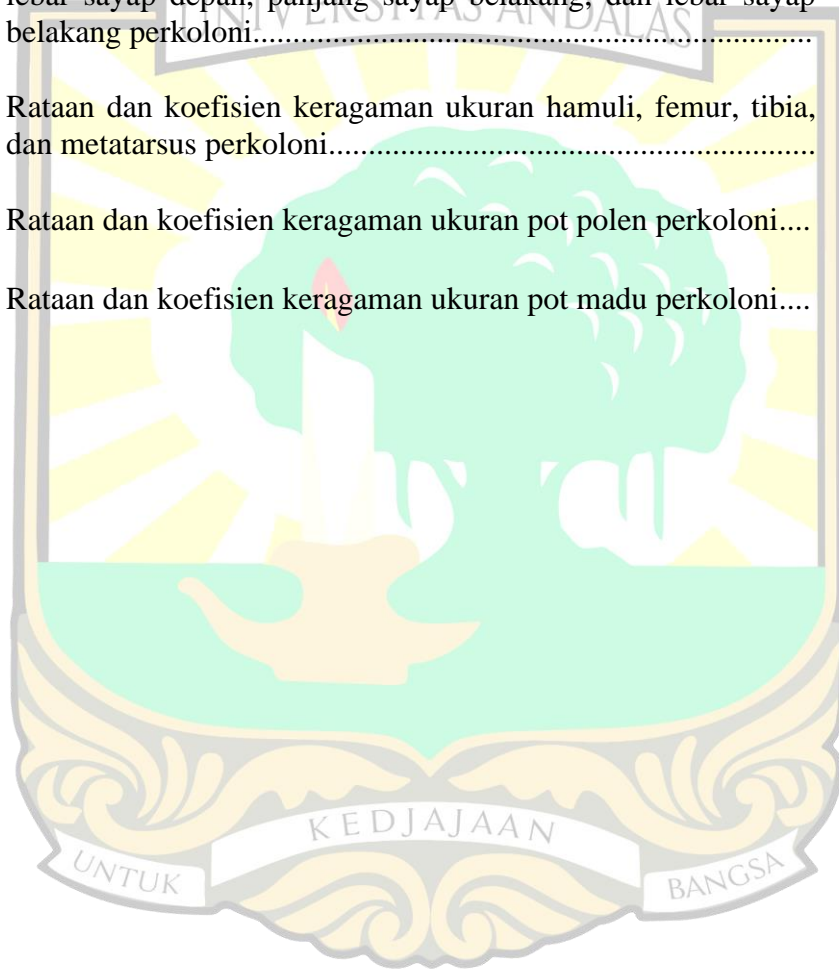 lebar sayap depan, panjang sayap belakang, dan lebar sayap
UNIVERSITAS ANDALAS
belakang perkoloni.......................................................................
Rataan dan koefisien keragaman ukuran hamuli, femur, tibia,
dan metatarsus perkoloni.............................................................
Rataan dan koefisien keragaman ukuran pot polen perkoloni....
Rataan dan koefisien keragaman ukuran pot madu perkoloni....
KEDJAJAAN
UNTUK
BANGSA